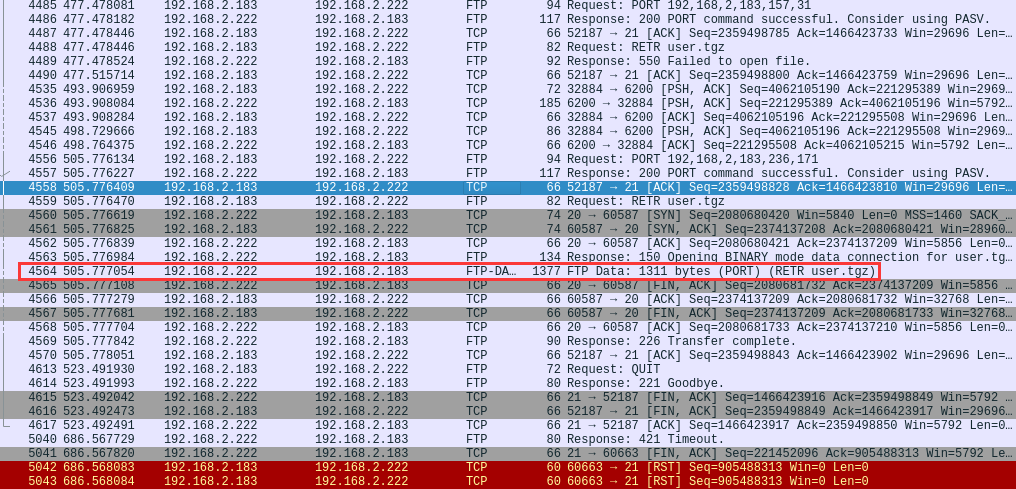 4485 477.478081 192.168.2.183 192.168.2.222 FTP 94 Request: PORT 192,168,2,183,157,31
4486 477.478182 192.168.2.222 192.168.2.183 FTP 117 Response: 200 PORT command successful. Consider using PASV.
4487 477.478446 192.168.2.183 192.168.2.222 TCP 66 52187 → 21 [ACK] Seq=2359498785 Ack=1466423733 Win=29696 Len=…
4488 477.478446 192.168.2.183 192.168.2.222 FTP 82 Request: RETR user.tgz
4489 477.478524 192.168.2.222 192.168.2.183 FTP 92 Response: 550 Failed to open file.
4490 477.515714 192.168.2.183 192.168.2.222 TCP 66 52187 → 21 [ACK] Seq=2359498800 Ack=1466423759 Win=29696 Len=…
4535 493.906959 192.168.2.183 192.168.2.222 TCP 72 32884 → 6200 [PSH, ACK] Seq=4062105190 Ack=221295389 Win=2969…
4536 493.908084 192.168.2.222 192.168.2.183 TCP 185 6200 → 32884 [PSH, ACK] Seq=221295389 Ack=4062105196 Win=5792…
4537 493.908284 192.168.2.183 192.168.2.222 TCP 66 32884 → 6200 [ACK] Seq=4062105196 Ack=221295508 Win=29696 Len…
4545 498.729666 192.168.2.183 192.168.2.222 TCP 86 32884 → 6200 [PSH, ACK] Seq=4062105196 Ack=221295508 Win=2969…
4546 498.764375 192.168.2.222 192.168.2.183 TCP 66 6200 → 32884 [ACK] Seq=221295508 Ack=4062105215 Win=5792 Len=…
4556 505.776134 192.168.2.183 192.168.2.222 FTP 94 Request: PORT 192,168,2,183,236,171
4557 505.776227 192.168.2.222 192.168.2.183 FTP 117 Response: 200 PORT command successful. Consider using PASV.
4558 505.776409 192.168.2.183 192.168.2.222 TCP 66 52187 → 21 [ACK] Seq=2359498828 Ack=1466423810 Win=29696 Len=…
4559 505.776470 192.168.2.183 192.168.2.222 FTP 82 Request: RETR user.tgz
4560 505.776619 192.168.2.222 192.168.2.183 TCP 74 20 → 60587 [SYN] Seq=2080680420 Win=5840 Len=0 MSS=1460 SACK_…
4561 505.776825 192.168.2.183 192.168.2.222 TCP 74 60587 → 20 [SYN, ACK] Seq=2374137208 Ack=2080680421 Win=28960…
4562 505.776839 192.168.2.222 192.168.2.183 TCP 66 20 → 60587 [ACK] Seq=2080680421 Ack=2374137209 Win=5856 Len=0…
4563 505.776984 192.168.2.222 192.168.2.183 FTP 134 Response: 150 Opening BINARY mode data connection for user.tg…
4564 505.777054 192.168.2.222 192.168.2.183 FTP-DA… 1377 FTP Data: 1311 bytes (PORT) (RETR user.tgz)
4565 505.777108 192.168.2.222 192.168.2.183 TCP 66 20 → 60587 [FIN, ACK] Seq=2080681732 Ack=2374137209 Win=5856 …
4566 505.777279 192.168.2.183 192.168.2.222 TCP 66 60587 → 20 [ACK] Seq=2374137209 Ack=2080681732 Win=32768 Len=…
4567 505.777681 192.168.2.183 192.168.2.222 TCP 66 60587 → 20 [FIN, ACK] Seq=2374137209 Ack=2080681733 Win=32768…
4568 505.777704 192.168.2.222 192.168.2.183 TCP 66 20 → 60587 [ACK] Seq=2080681733 Ack=2374137210 Win=5856 Len=0…
4569 505.777842 192.168.2.222 192.168.2.183 FTP 90 Response: 226 Transfer complete.
4570 505.778051 192.168.2.183 192.168.2.222 TCP 66 52187 → 21 [ACK] Seq=2359498843 Ack=1466423902 Win=29696 Len=…
4613 523.491930 192.168.2.183 192.168.2.222 FTP 72 Request: QUIT
4614 523.491993 192.168.2.222 192.168.2.183 FTP 80 Response: 221 Goodbye.
4615 523.492042 192.168.2.222 192.168.2.183 TCP 66 21 → 52187 [FIN, ACK] Seq=1466423916 Ack=2359498849 Win=5792 …
4616 523.492473 192.168.2.183 192.168.2.222 TCP 66 52187 → 21 [FIN, ACK] Seq=2359498849 Ack=1466423917 Win=29696…
4617 523.492491 192.168.2.222 192.168.2.183 TCP 66 21 → 52187 [ACK] Seq=1466423917 Ack=2359498850 Win=5792 Len=0…
5040 686.567729 192.168.2.222 192.168.2.183 FTP 80 Response: 421 Timeout.
5041 686.567820 192.168.2.222 192.168.2.183 TCP 66 21 → 60663 [FIN, ACK] Seq=221452096 Ack=905488313 Win=5792 Le…
5042 686.568083 192.168.2.183 192.168.2.222 TCP 60 60663 → 21 [RST] Seq=905488313 Win=0 Len=0
5043 686.568084 192.168.2.183 192.168.2.222 TCP 60 60663 → 21 [RST] Seq=905488313 Win=0 Len=0